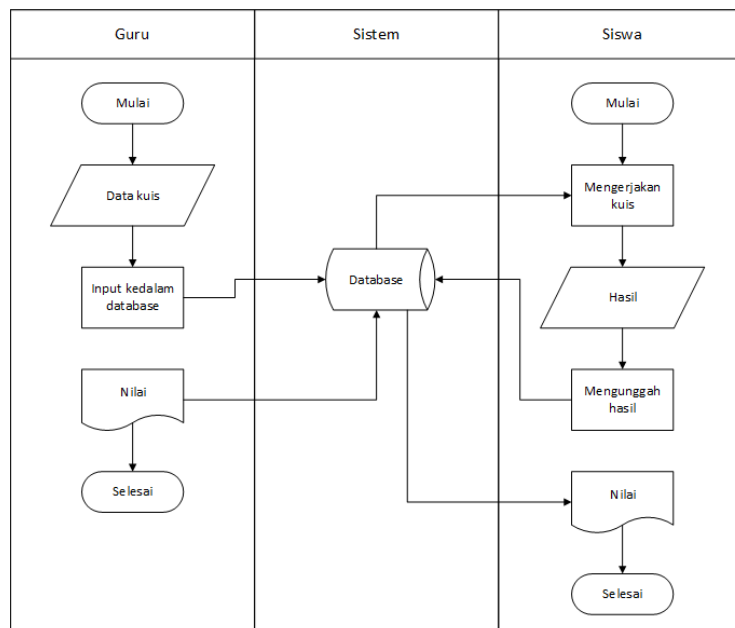 Guru
Sistem
Siswa
Mulai
Data kuis
Input kedalam
database
Nilai
Selesai
Database
Mulai
Mengerjakan
kuis
Hasil
Mengunggah
hasil
Nilai
Selesai